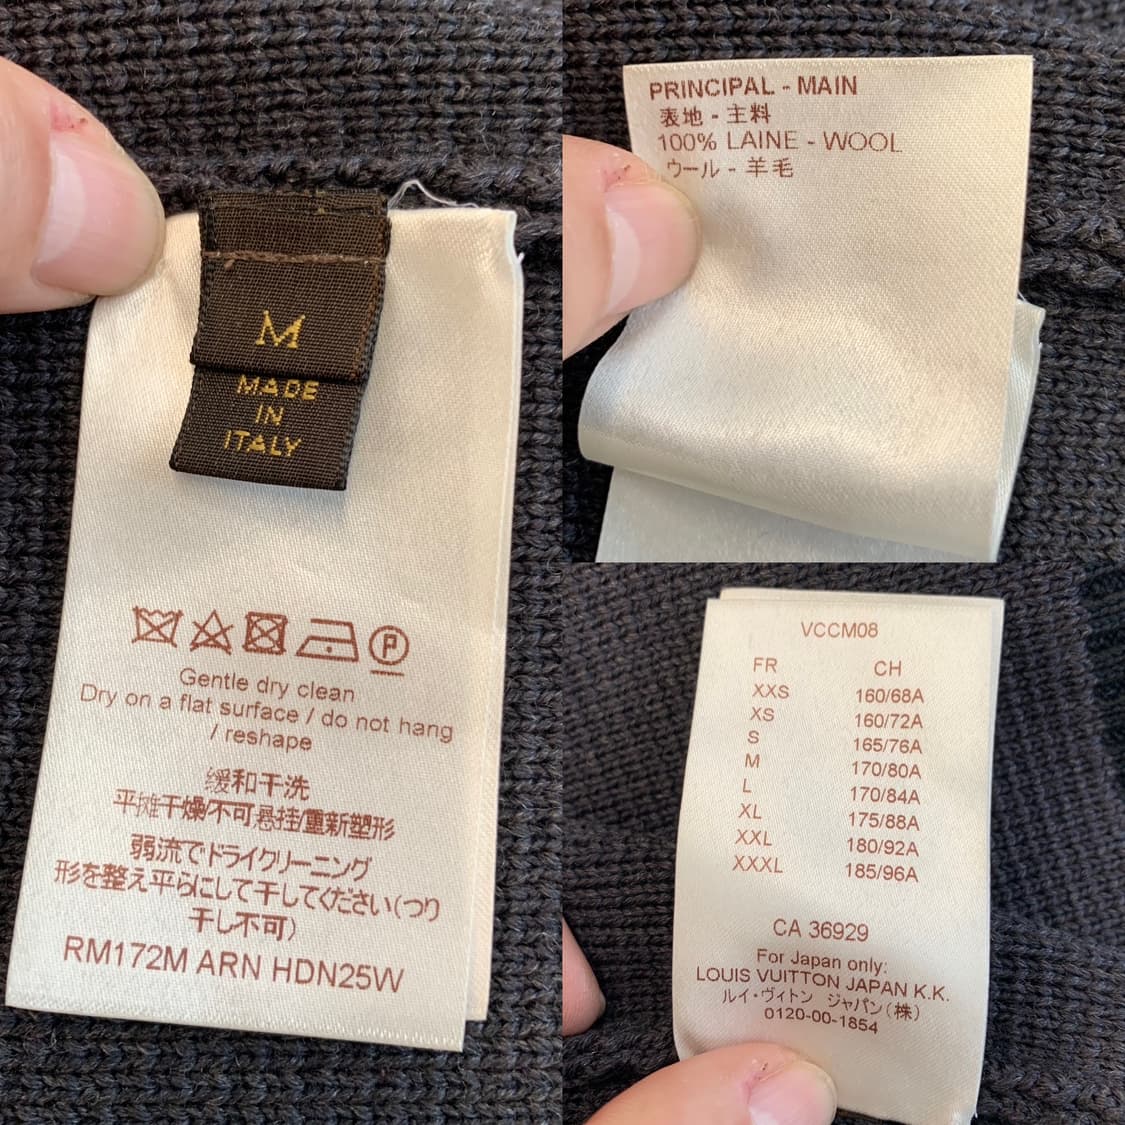 M
MADE
IN
ITALY
P
Gentle dry clean
Dry on a flat surface / do not hang
/ reshape
缓和干洗
平摊干燥/不可悬挂/重新塑形
弱流でドライクリーニング
形を整え平らにして干してください(つり
干し不可)
RM172M ARN HDN25W
PRINCIPAL - MAIN
表地 - 主料
100% LAINE - WOOL
ウール - 羊毛
VCCM08
FR CH
XXS 160/68A
XS 160/72A
S 165/76A
M 170/80A
L 170/84A
XL 175/88A
XXL 180/92A
XXXL 185/96A
CA 36929
For Japan only:
LOUIS VUITTON JAPAN K.K.
ルイ・ヴィトン ジャパン(株)
0120-00-1854